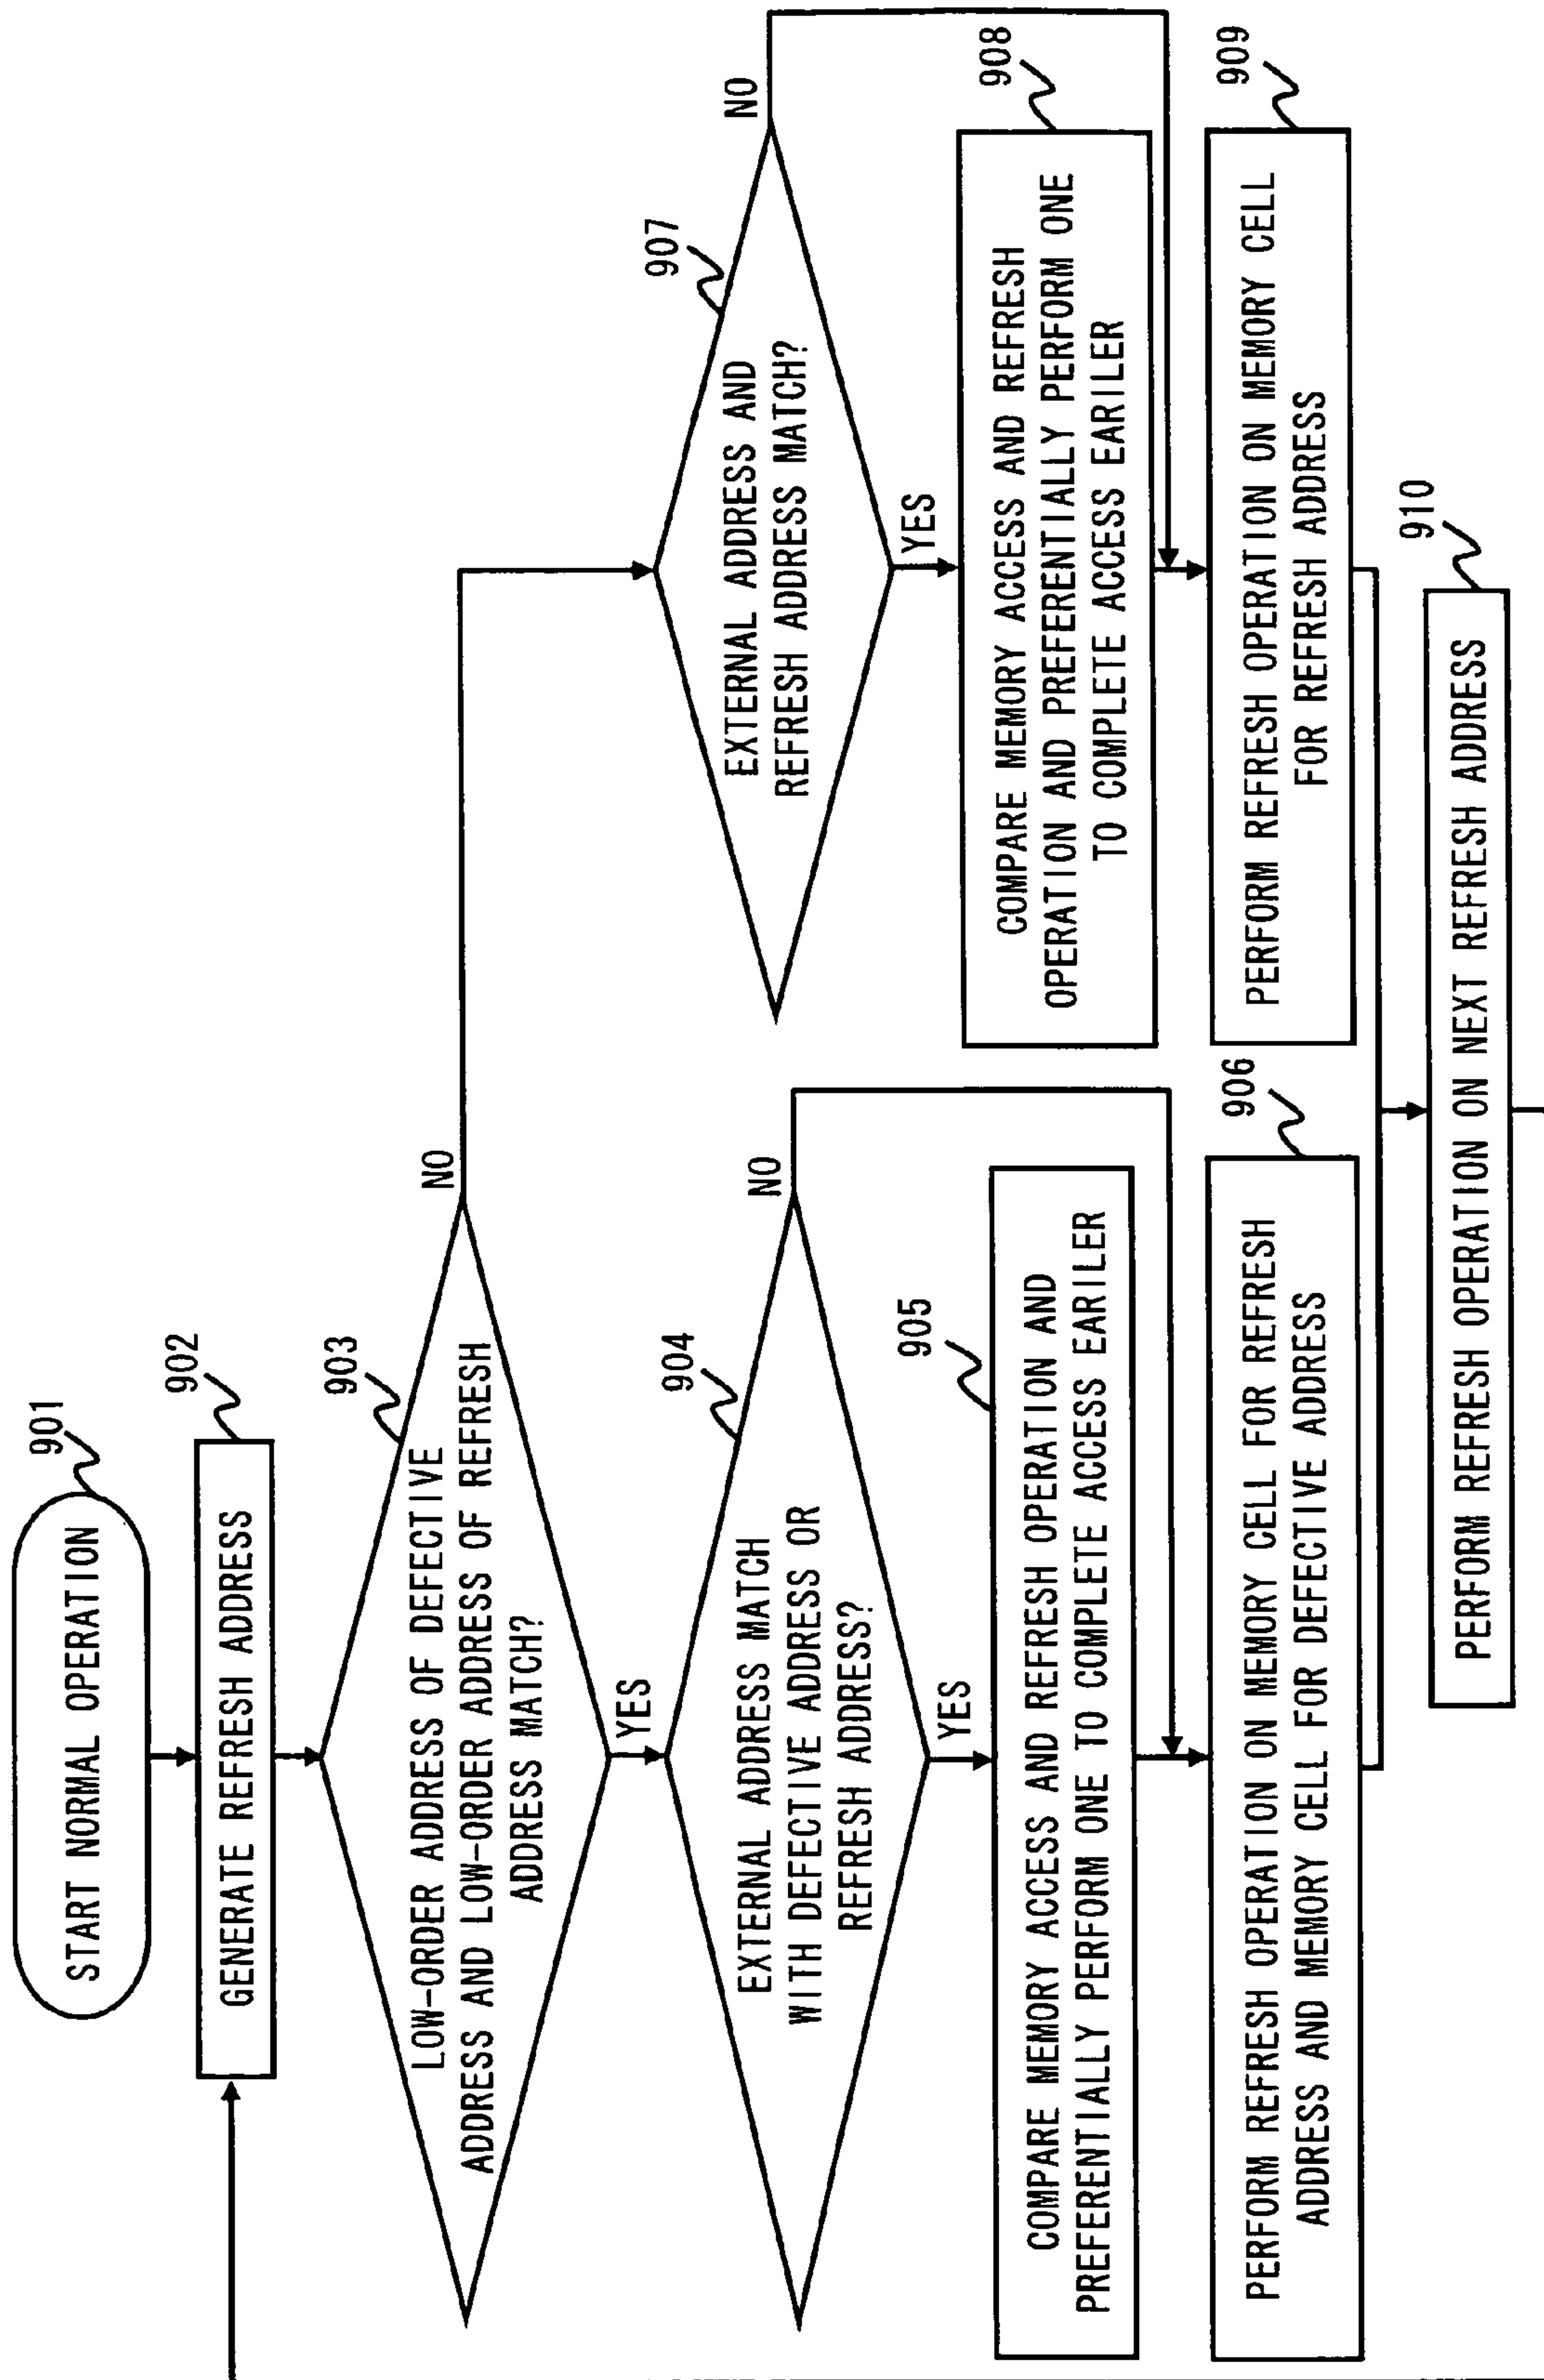 901
START NORMAL OPERATION
902
GENERATE REFRESH ADDRESS
903
LOW-ORDER ADDRESS OF DEFECTIVE
ADDRESS AND LOW-ORDER ADDRESS OF REFRESH
ADDRESS MATCH?
NO
YES
904
EXTERNAL ADDRESS MATCH
WITH DEFECTIVE ADDRESS OR
REFRESH ADDRESS?
NO
YES
905
COMPARE MEMORY ACCESS AND REFRESH OPERATION AND
PREFERENTIALLY PERFORM ONE TO COMPLETE ACCESS EARILER
906
PERFORM REFRESH OPERATION ON MEMORY CELL FOR REFRESH
ADDRESS AND MEMORY CELL FOR DEFECTIVE ADDRESS
907
EXTERNAL ADDRESS AND
REFRESH ADDRESS MATCH?
NO
YES
908
COMPARE MEMORY ACCESS AND REFRESH
OPERATION AND PREFERENTIALLY PERFORM ONE
TO COMPLETE ACCESS EARILER
909
PERFORM REFRESH OPERATION ON MEMORY CELL
FOR REFRESH ADDRESS
910
PERFORM REFRESH OPERATION ON NEXT REFRESH ADDRESS